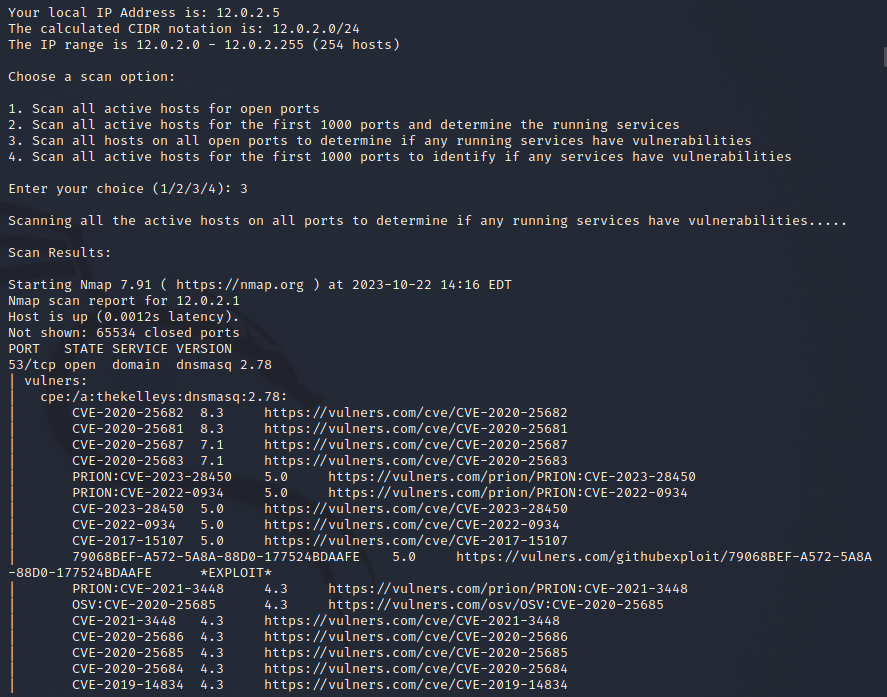 Your local IP Address is: 12.0.2.5
The calculated CIDR notation is: 12.0.2.0/24
The IP range is 12.0.2.0 - 12.0.2.255 (254 hosts)

Choose a scan option:

1. Scan all active hosts for open ports
2. Scan all active hosts for the first 1000 ports and determine the running services
3. Scan all hosts on all open ports to determine if any running services have vulnerabilities
4. Scan all active hosts for the first 1000 ports to identify if any services have vulnerabilities

Enter your choice (1/2/3/4): 3

Scanning all the active hosts on all ports to determine if any running services have vulnerabilities.....

Scan Results:

Starting Nmap 7.91 ( https://nmap.org ) at 2023-10-22 14:16 EDT
Nmap scan report for 12.0.2.1
Host is up (0.0012s latency).
Not shown: 65534 closed ports
PORT   STATE SERVICE VERSION
53/tcp open  domain  dnsmasq 2.78
| vulners:
|   cpe:/a:thekelleys:dnsmasq:2.78:
|       CVE-2020-25682  8.3     https://vulners.com/cve/CVE-2020-25682
|       CVE-2020-25681  8.3     https://vulners.com/cve/CVE-2020-25681
|       CVE-2020-25687  7.1     https://vulners.com/cve/CVE-2020-25687
|       CVE-2020-25683  7.1     https://vulners.com/cve/CVE-2020-25683
|       PRION:CVE-2023-28450    5.0     https://vulners.com/prion/PRION:CVE-2023-28450
|       PRION:CVE-2022-0934     5.0     https://vulners.com/prion/PRION:CVE-2022-0934
|       CVE-2023-28450  5.0     https://vulners.com/cve/CVE-2023-28450
|       CVE-2022-0934   5.0     https://vulners.com/cve/CVE-2022-0934
|       CVE-2017-15107  5.0     https://vulners.com/cve/CVE-2017-15107
|       79068BEF-A572-5A8A-88D0-177524BDAAFE    5.0     https://vulners.com/githubexploit/79068BEF-A572-5A8A
-88D0-177524BDAAFE      *EXPLOIT*
|       PRION:CVE-2021-3448     4.3     https://vulners.com/prion/PRION:CVE-2021-3448
|       OSV:CVE-2020-25685      4.3     https://vulners.com/osv/OSV:CVE-2020-25685
|       CVE-2021-3448   4.3     https://vulners.com/cve/CVE-2021-3448
|       CVE-2020-25686  4.3     https://vulners.com/cve/CVE-2020-25686
|       CVE-2020-25685  4.3     https://vulners.com/cve/CVE-2020-25685
|       CVE-2020-25684  4.3     https://vulners.com/cve/CVE-2020-25684
|       CVE-2019-14834  4.3     https://vulners.com/cve/CVE-2019-14834